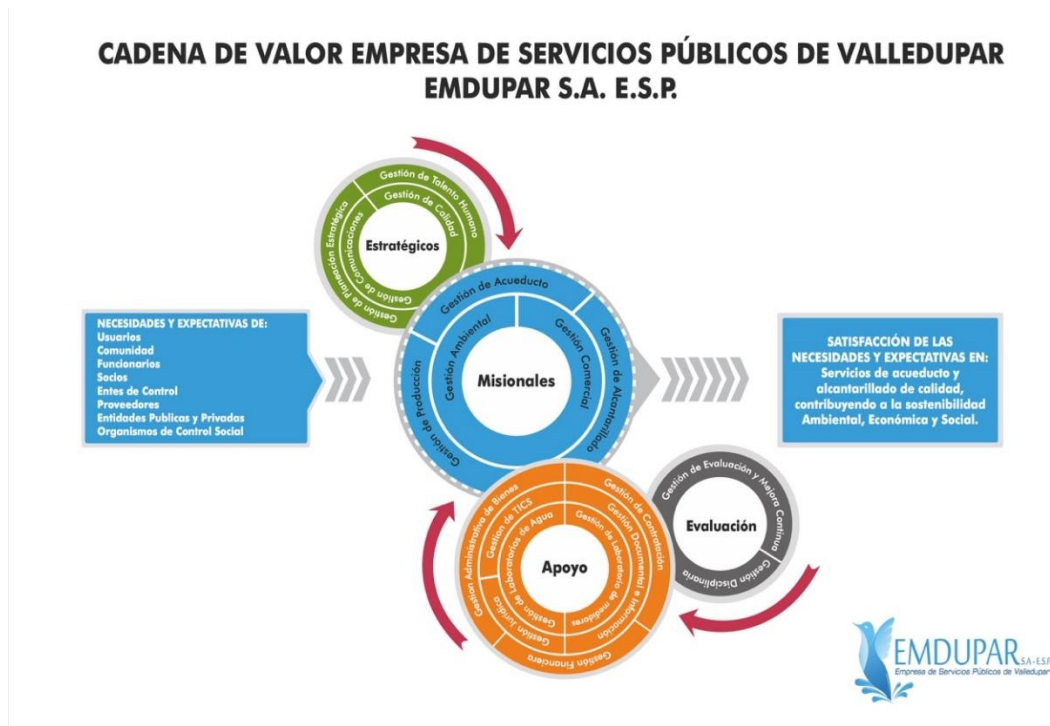 CADENA DE VALOR EMPRESA DE SERVICIOS PÚBLICOS DE VALLEDUPAR
EMDUPAR S.A. E.S.P.
Gestión de Talento Humano
Gestión de Calidad
Gestión de Planeación Estratégica
Gestión de Comunicaciones
Estratégicos
NECESIDADES Y EXPECTATIVAS DE:
Usuarios
Comunidad
Funcionarios
Socios
Entes de Control
Proveedores
Entidades Publicas y Privadas
Organismos de Control Social
Gestión de Acueducto
Gestión Ambiental
Gestión Comercial
Gestión de Producción
Gestión de Alcantarillado
Misionales
SATISFACCIÓN DE LAS
NECESIDADES Y EXPECTATIVAS EN:
Servicios de acueducto y
alcantarillado de calidad,
contribuyendo a la sostenibilidad
Ambiental, Económica y Social.
Gestion Administrativa de Bienes
Gestión de Contratación
Gestion de TICS
Gestión Documental e Información
Gestión de Laboratorios de Agua
Gestión de Laboratorio de medidores
Gestión Jurídica
Gestión Financiera
Apoyo
Gestión de Evaluación y Mejora Continua
Gestión Disciplinaria
Evaluación
EMDUPAR S.A. E.S.P
Empresa de Servicios Públicos de Valledupar